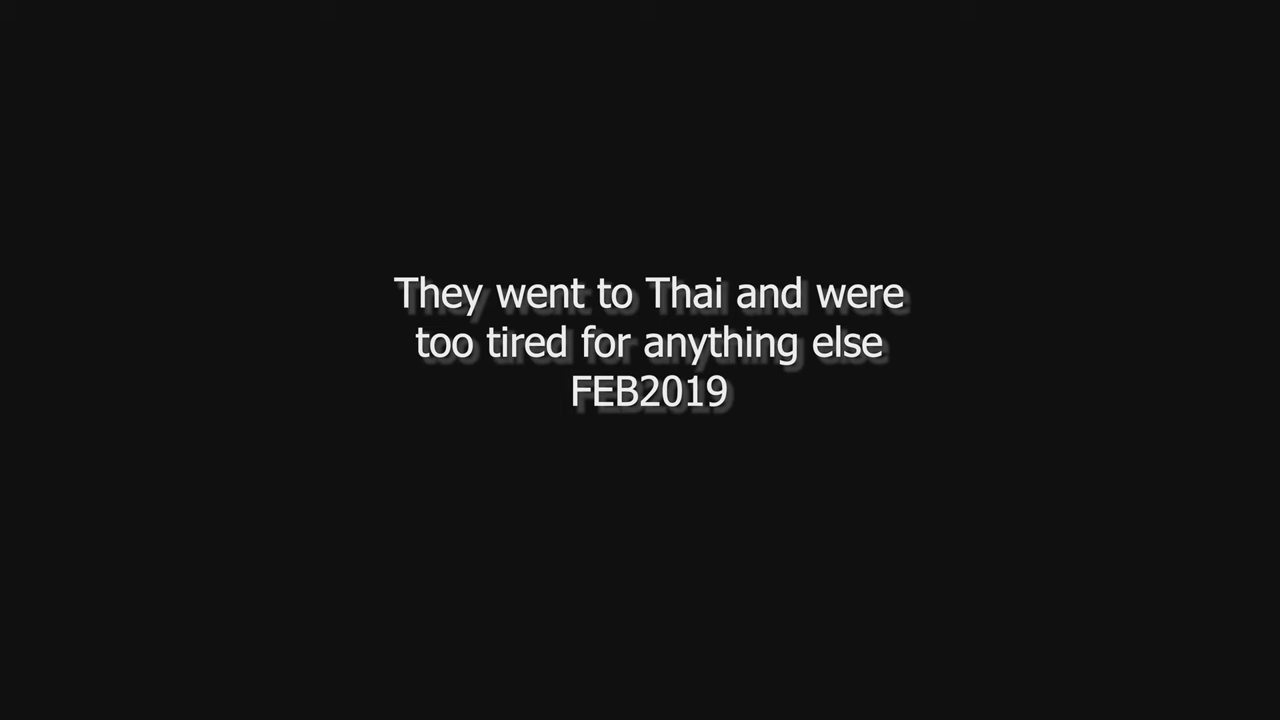 They went to Thai and were
too tired for anything else
FEB2019